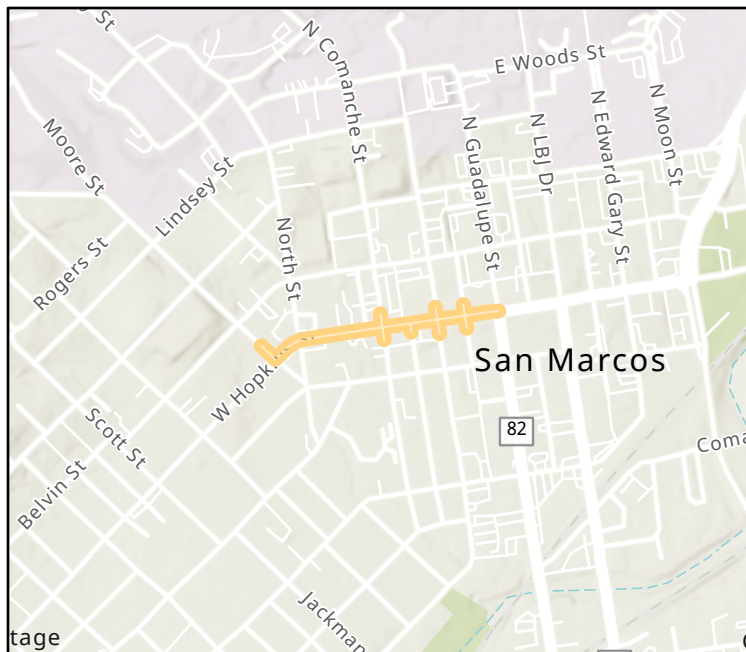 N Comanche St
E Woods St
Moore St
N Guadalupe St
N LBJ Dr
N Edward Gary St
N Moon St
Lindsey St
Rogers St
North St
San Marcos
W Hopk
82
Scott St
Belvin St
Coma
Jackman
tage